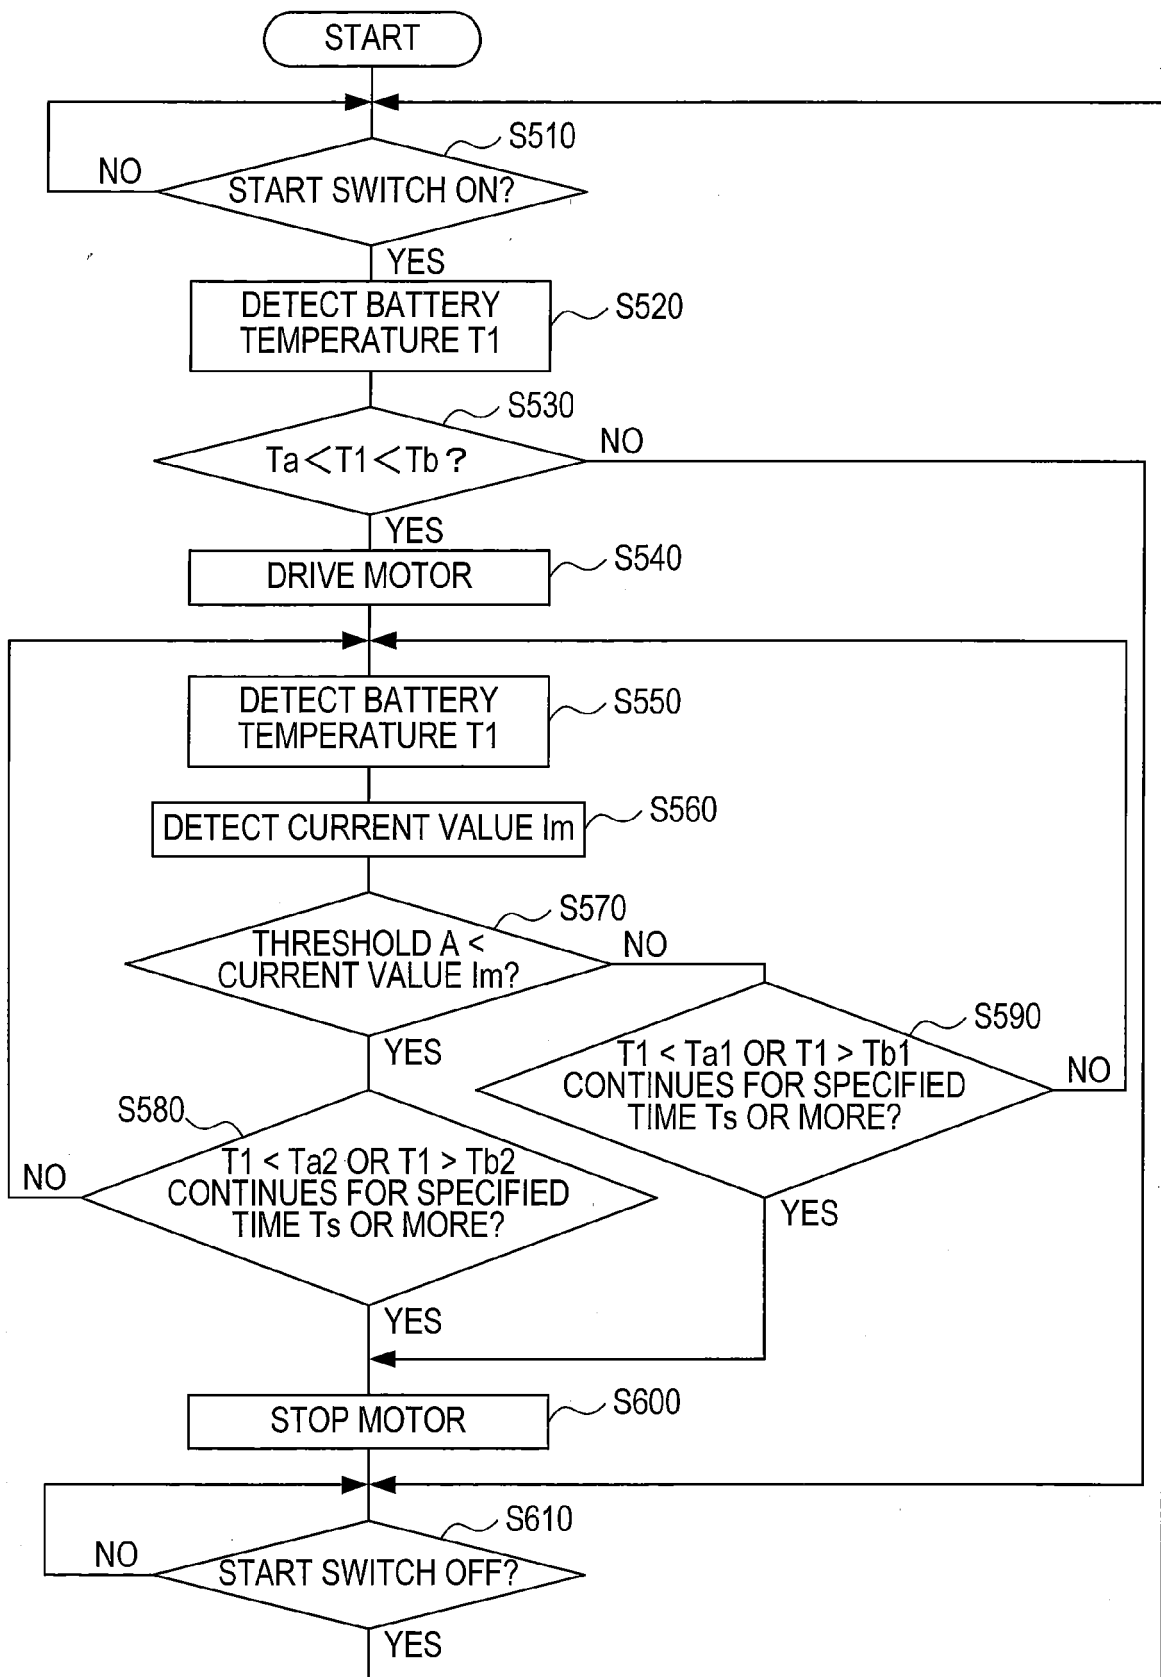 START
S510
NO
START SWITCH ON?
YES
DETECT BATTERY
TEMPERATURE T1
S520
S530
Ta<T1<Tb ?
NO
YES
DRIVE MOTOR
S540
DETECT BATTERY
TEMPERATURE T1
S550
DETECT CURRENT VALUE Im
S560
S570
THRESHOLD A <
CURRENT VALUE Im?
NO
YES
S590
T1 < Ta1 OR T1 > Tb1
CONTINUES FOR SPECIFIED
TIME Ts OR MORE?
NO
YES
S580
T1 < Ta2 OR T1 > Tb2
CONTINUES FOR SPECIFIED
TIME Ts OR MORE?
NO
YES
STOP MOTOR
S600
S610
NO
START SWITCH OFF?
YES